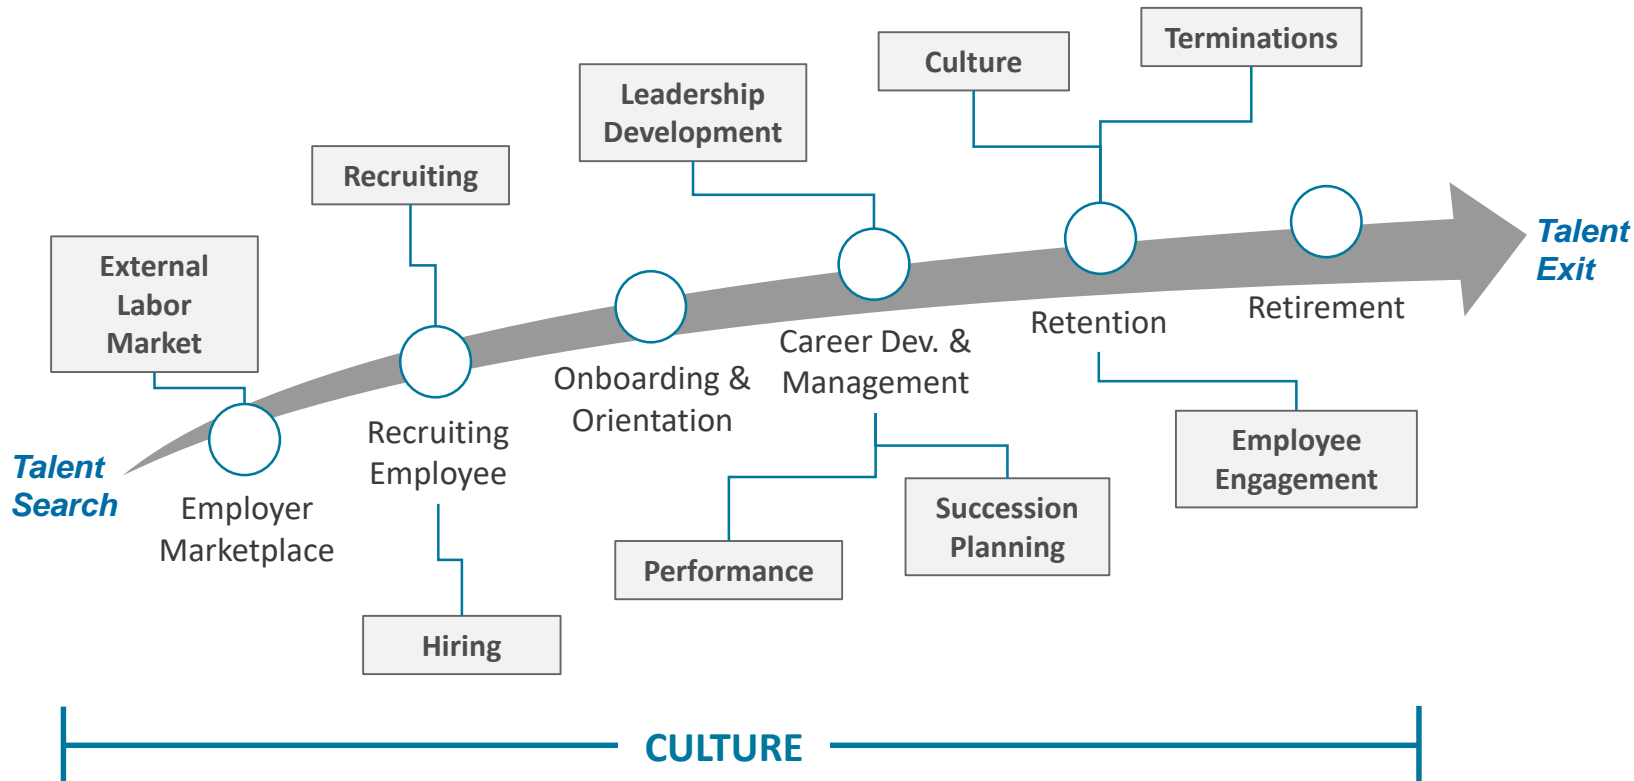 Terminations
Culture
Leadership
Development
Recruiting
External
Labor
Market
Talent
Exit
Retirement
Retention
Career Dev. &
Management
Onboarding &
Orientation
Recruiting
Employee
Talent
Search
Employer
Marketplace
Employee
Engagement
Succession
Planning
Performance
Hiring
CULTURE